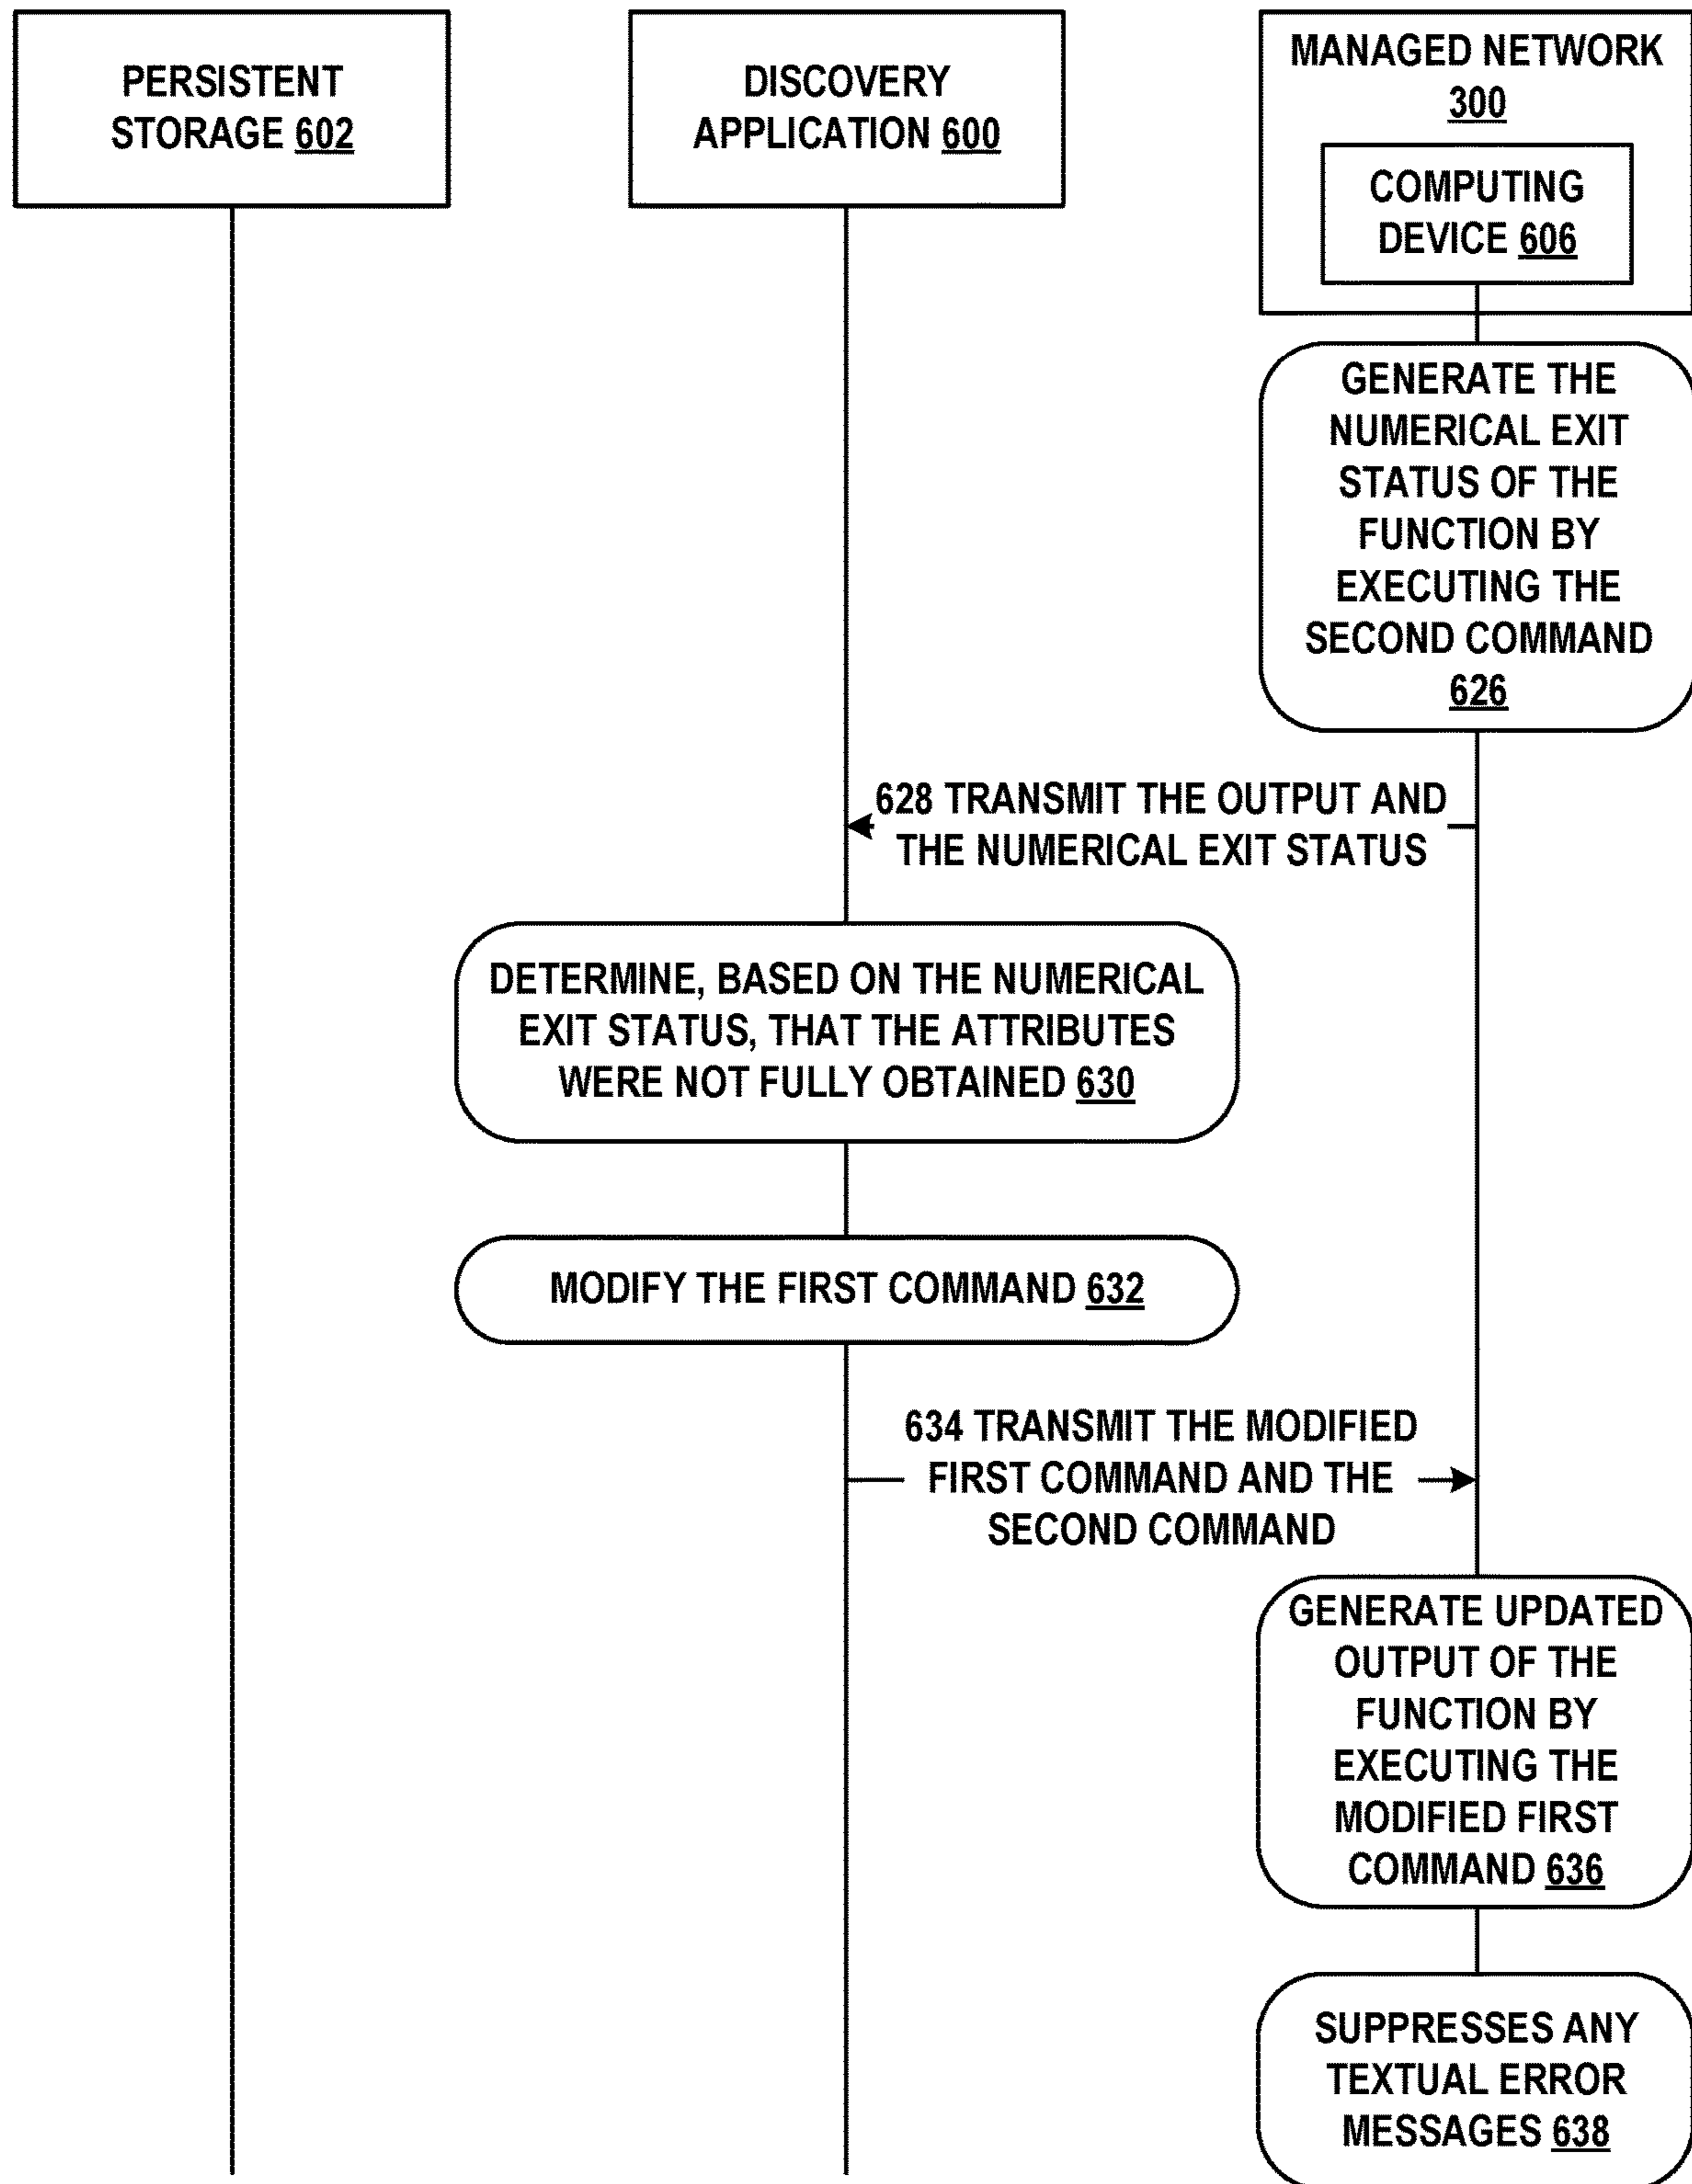 PERSISTENT
STORAGE 602
DISCOVERY
APPLICATION 600
MANAGED NETWORK
300
COMPUTING
DEVICE 606
GENERATE THE
NUMERICAL EXIT
STATUS OF THE
FUNCTION BY
EXECUTING THE
SECOND COMMAND
626
628 TRANSMIT THE OUTPUT AND
THE NUMERICAL EXIT STATUS
DETERMINE, BASED ON THE NUMERICAL
EXIT STATUS, THAT THE ATTRIBUTES
WERE NOT FULLY OBTAINED 630
MODIFY THE FIRST COMMAND 632
634 TRANSMIT THE MODIFIED
FIRST COMMAND AND THE
SECOND COMMAND
GENERATE UPDATED
OUTPUT OF THE
FUNCTION BY
EXECUTING THE
MODIFIED FIRST
COMMAND 636
SUPPRESSES ANY
TEXTUAL ERROR
MESSAGES 638